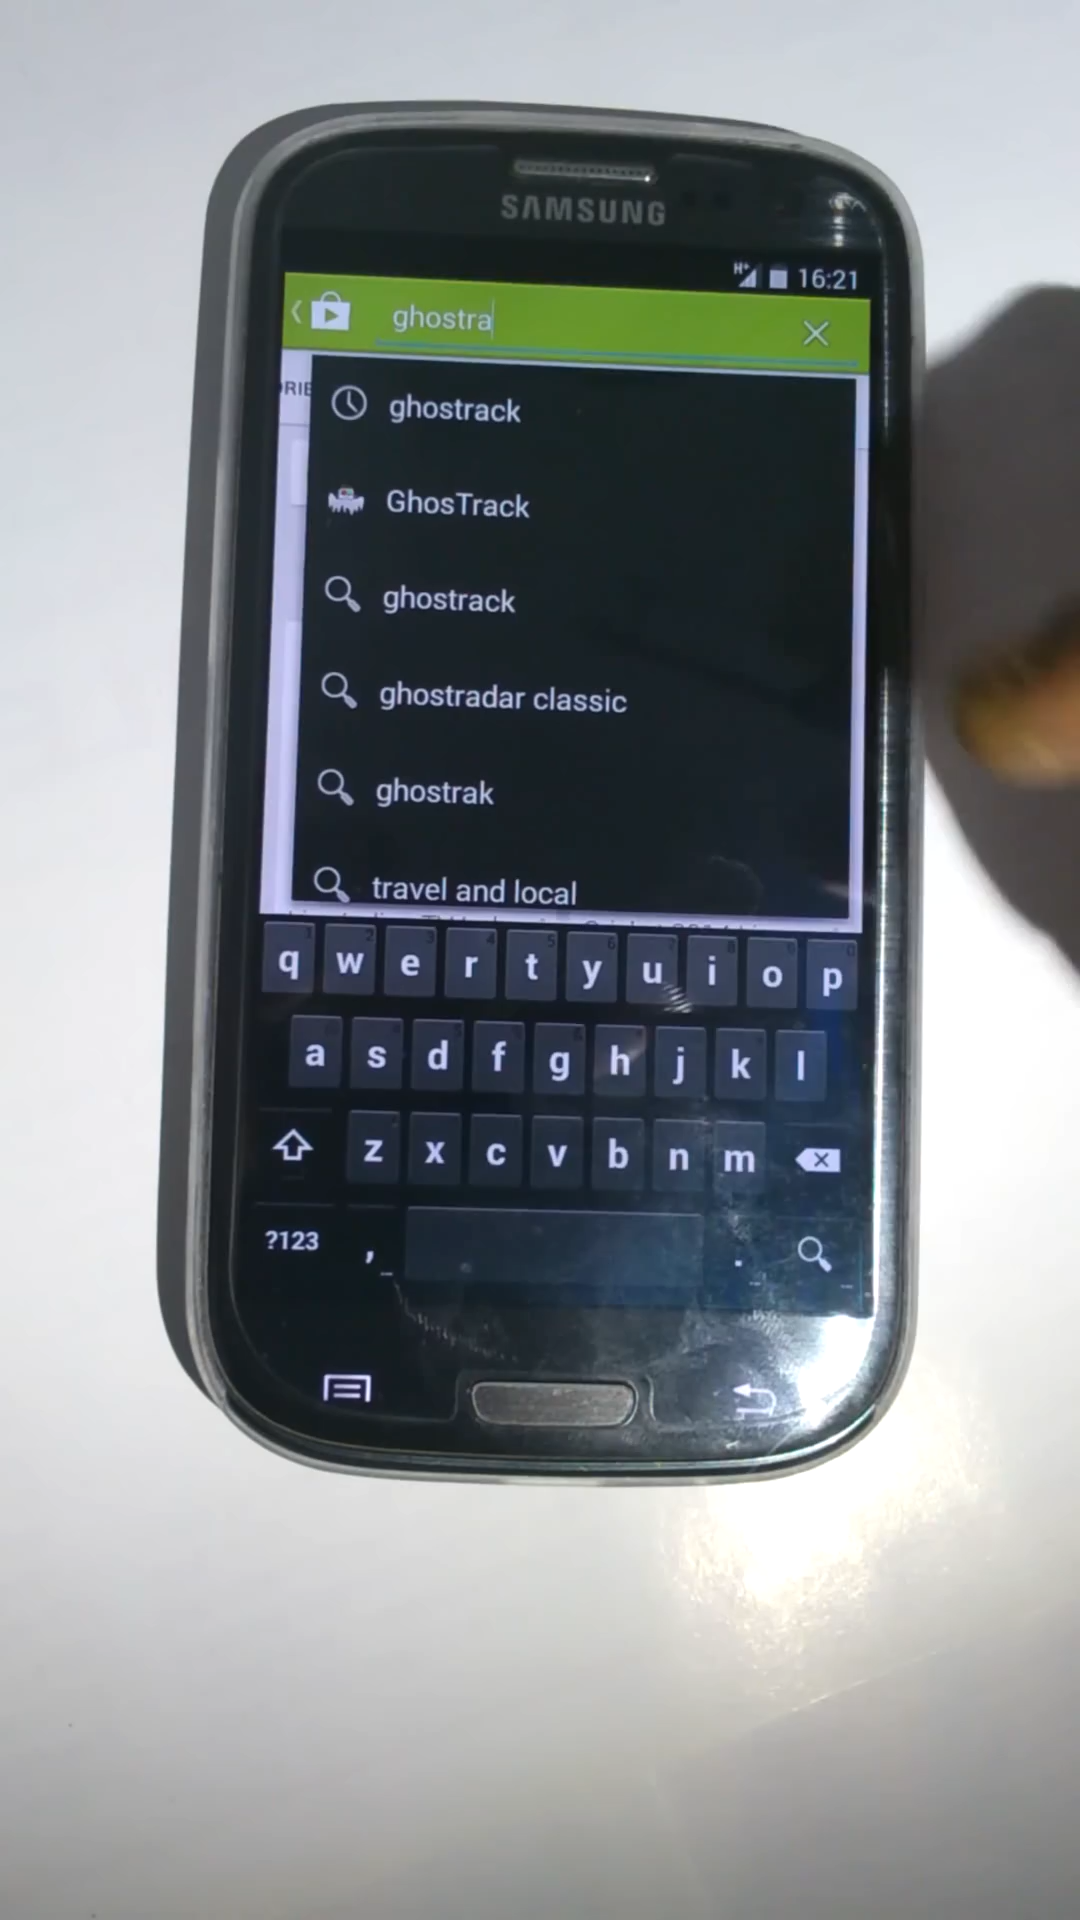 SAMSUNG
H+ 16:21
ghostra
ghostrack
GhosTrack
ghostrack
ghostradar classic
ghostrak
travel and local
q w e r t y u i o p
a s d f g h j k l
z x c v b n m
?123 , .